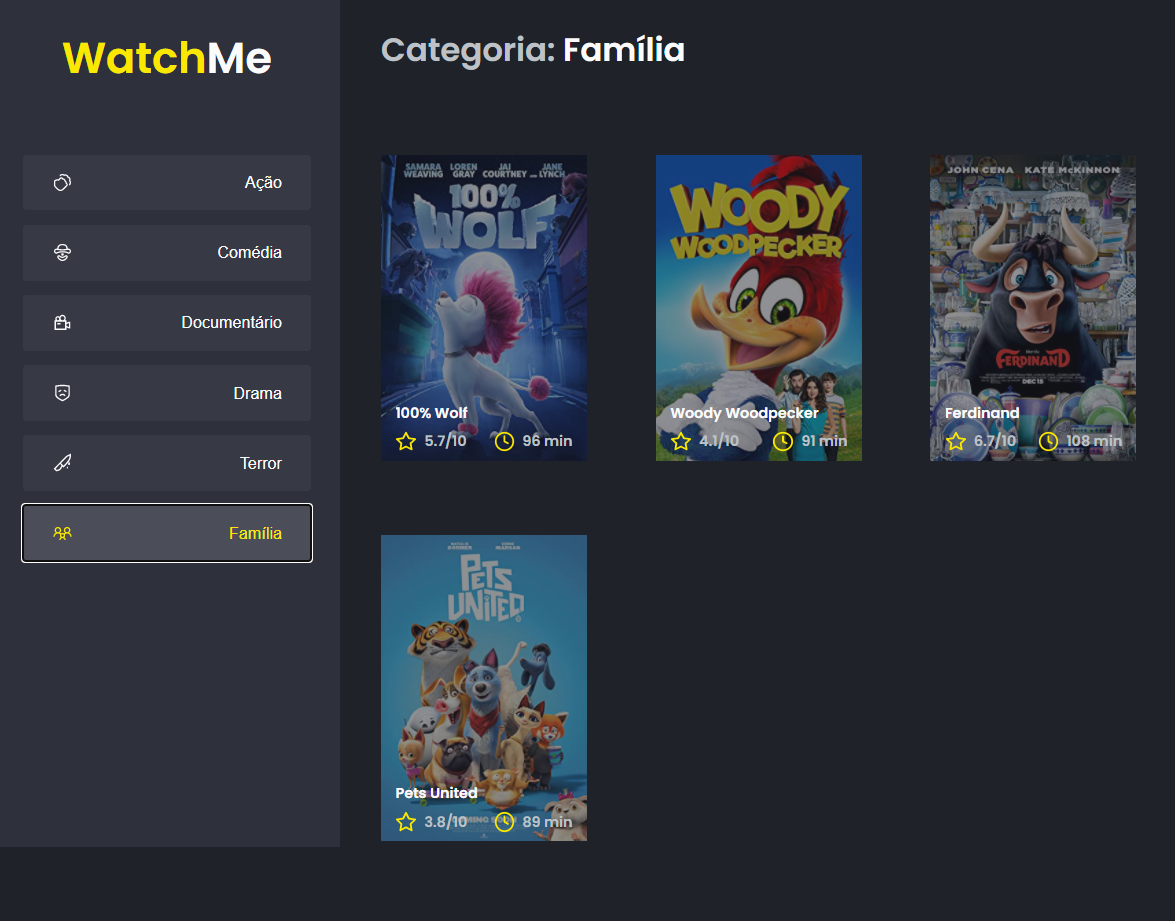 WatchMe
Ação
Comédia
Documentário
Drama
Terror
Família
Categoria: Família
SAMARA WEAVING LOREN GRAY JAI COURTNEY AND JANE LYNCH
100%
WOLF
100% Wolf
5.7/10 96 min
WOODY
WOODPECKER
Woody Woodpecker
4.1/10 91 min
JOHN CENA KATE McKINNON
FERDINAND
DEC 15
Ferdinand
6.7/10 108 min
PETS
UNITED
Pets United
COMING SOON
3.8/10 89 min